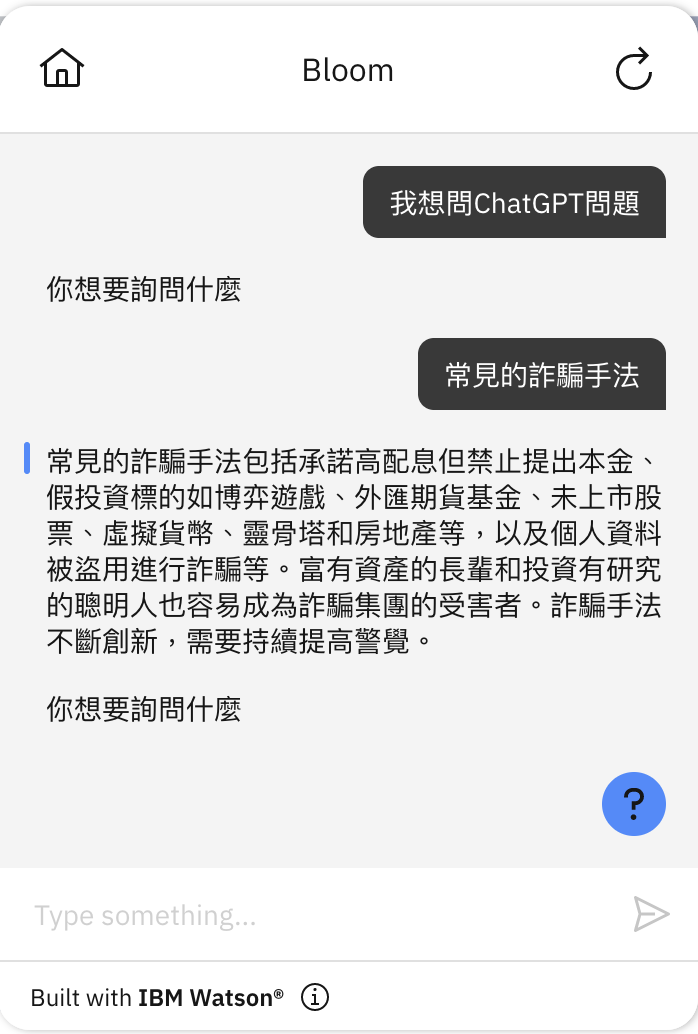 Bloom
我想問ChatGPT問題
你想要詢問什麼
常見的詐騙手法
常見的詐騙手法包括承諾高配息但禁止提出本金、
假投資標的如博弈遊戲、外匯期貨基金、未上市股
票、虛擬貨幣、靈骨塔和房地產等，以及個人資料
被盜用進行詐騙等。富有資產的長輩和投資有研究
的聰明人也容易成為詐騙集團的受害者。詐騙手法
不斷創新，需要持續提高警覺。
你想要詢問什麼
?
Type something...
Built with IBM Watson®